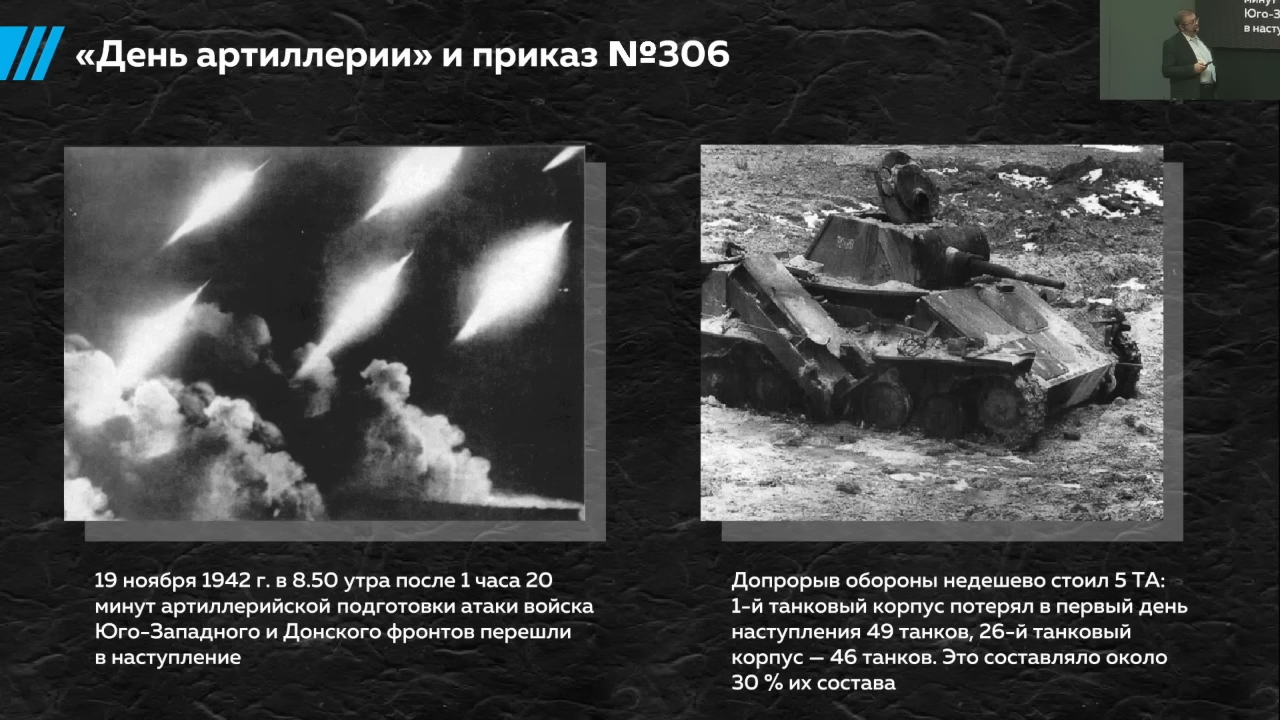 «День артиллерии» и приказ №306
Юго-З
в насту
19 ноября 1942 г. в 8.50 утра после 1 часа 20
минут артиллерийской подготовки атаки войска
Юго-Западного и Донского фронтов перешли
в наступление
Допрорыв обороны недешево стоил 5 ТА:
1-й танковый корпус потерял в первый день
наступления 49 танков, 26-й танковый
корпус — 46 танков. Это составляло около
30 % их состава